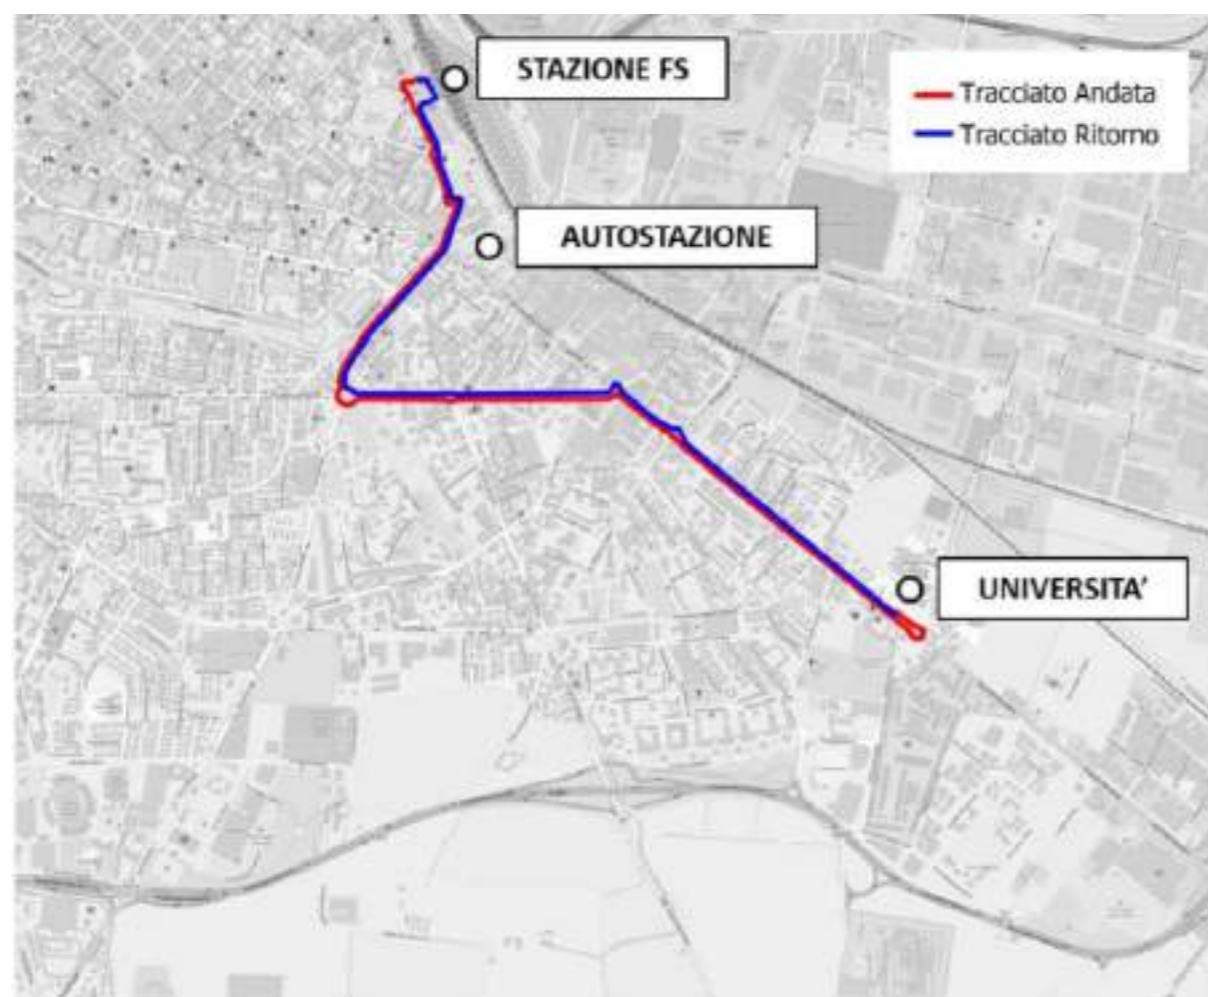 STAZIONE FS
Tracciato Andata
Tracciato Ritorno
AUTOSTAZIONE
UNIVERSITA'